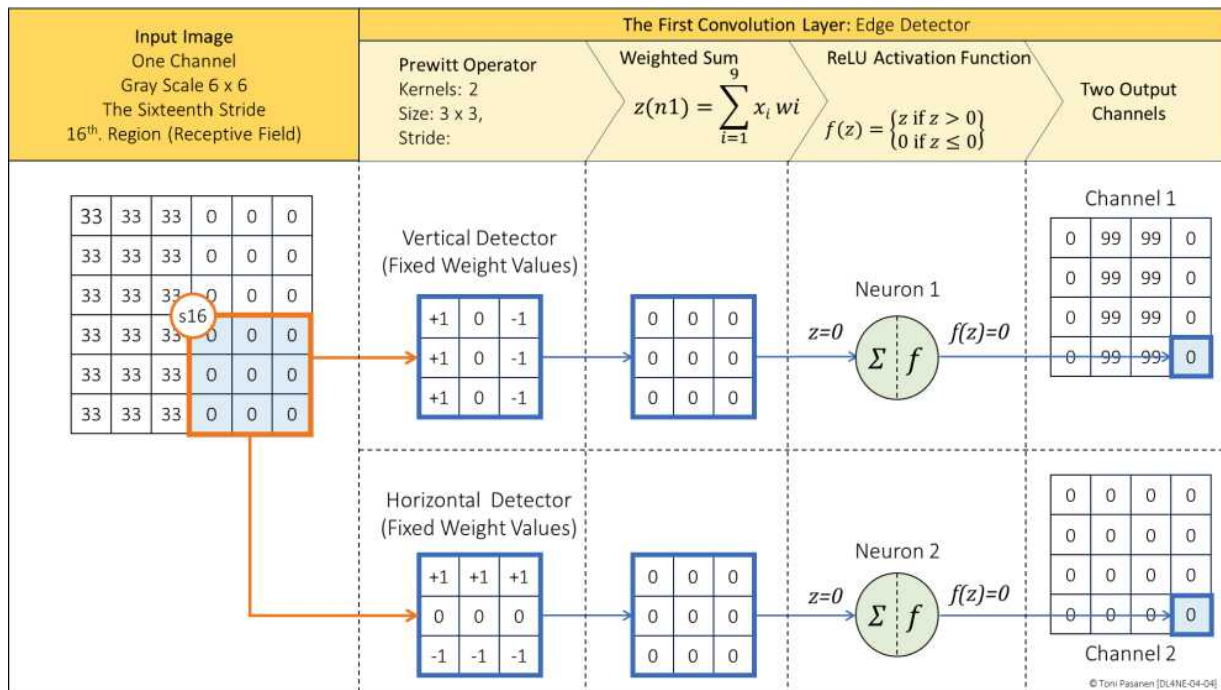 Input Image
One Channel
Gray Scale 6 x 6
The Sixteenth Stride
16th. Region (Receptive Field)
The First Convolution Layer: Edge Detector
Prewitt Operator
Kernels: 2
Size: 3 x 3,
Stride:
Weighted Sum
z(n1) = 9 ∑ i=1 xi wi
ReLU Activation Function
f(z) = {z if z > 0}
{0 if z ≤ 0}
Two Output
Channels
33 33 33 0 0 0
33 33 33 0 0 0
33 33 33 0 0 0
s16
33 33 33 0 0 0
33 33 33 0 0 0
33 33 33 0 0 0
Vertical Detector
(Fixed Weight Values)
+1 0 -1
+1 0 -1
+1 0 -1
0 0 0
0 0 0
0 0 0
z=0
Neuron 1
Σ f
f(z)=0
Channel 1
0 99 99 0
0 99 99 0
0 99 99 0
0 99 99 0
Horizontal Detector
(Fixed Weight Values)
+1 +1 +1
0 0 0
-1 -1 -1
0 0 0
0 0 0
0 0 0
z=0
Neuron 2
Σ f
f(z)=0
0 0 0 0
0 0 0 0
0 0 0 0
0 0 0 0
Channel 2
© Toni Pasanen [DL4NE-04-04]